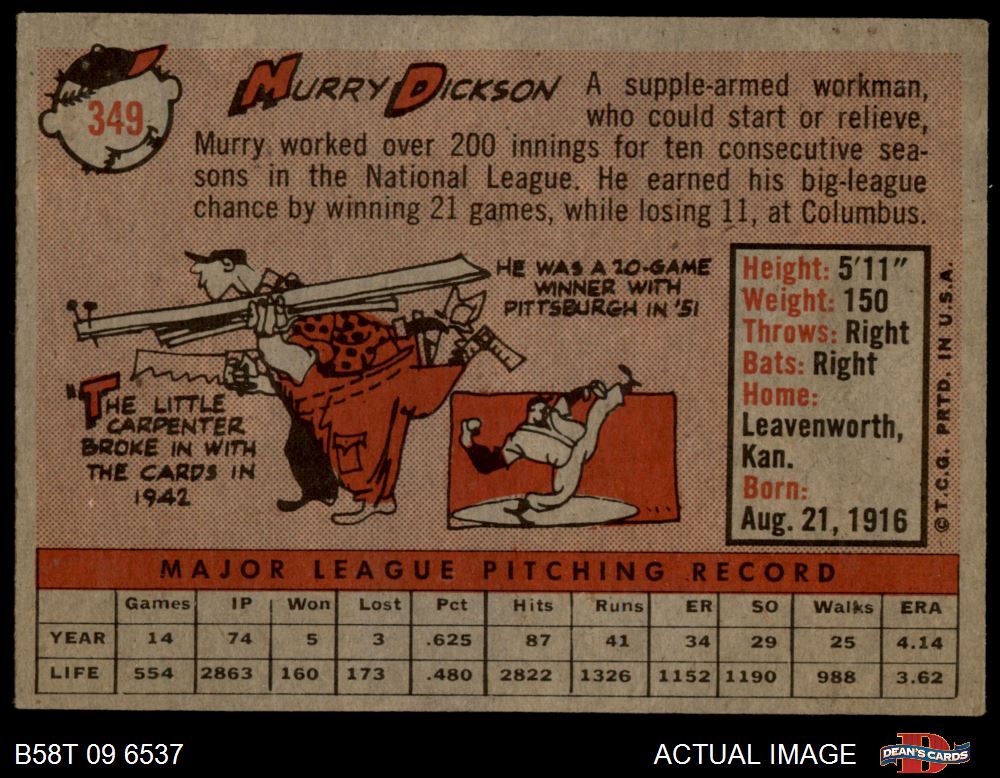 349
MURRY DICKSON
A supple-armed workman,
who could start or relieve,
Murry worked over 200 innings for ten consecutive sea-
sons in the National League. He earned his big-league
chance by winning 21 games, while losing 11, at Columbus.
HE WAS A 20-GAME
WINNER WITH
PITTSBURGH IN '51
"THE LITTLE
CARPENTER
BROKE IN WITH
THE CARDS IN
1942
Height: 5'11"
Weight: 150
Throws: Right
Bats: Right
Home:
Leavenworth,
Kan.
Born:
Aug. 21, 1916
© T.C.G. PRTD. IN U.S.A.
MAJOR LEAGUE PITCHING RECORD
Games IP Won Lost Pct Hits Runs ER SO Walks ERA
YEAR 14 74 5 3 .625 87 41 34 29 25 4.14
LIFE 554 2863 160 173 .480 2822 1326 1152 1190 988 3.62
B58T 09 6537
ACTUAL IMAGE
DEAN'S CARDS